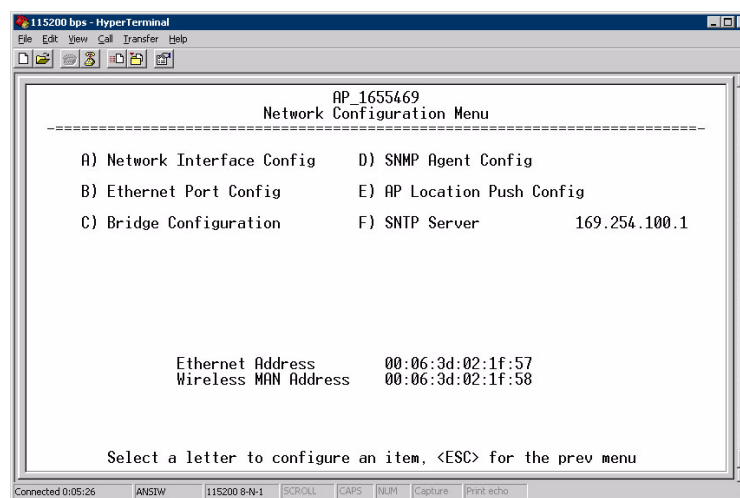 115200 bps - HyperTerminal
File Edit View Call Transfer Help
AP_1655469
Network Configuration Menu
-==========================================================================-
A) Network Interface Config D) SNMP Agent Config
B) Ethernet Port Config E) AP Location Push Config
C) Bridge Configuration F) SNTP Server 169.254.100.1
Ethernet Address 00:06:3d:02:1f:57
Wireless MAN Address 00:06:3d:02:1f:58
Select a letter to configure an item, <ESC> for the prev menu
Connected 0:05:26 ANSIW 115200 8-N-1 SCROLL CAPS NUM Capture Print echo